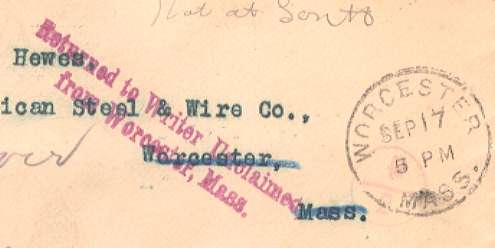 Not at South
Hewes,
ican Steel & Wire Co.,
Worcester,
Mass.
Returned to Writer Unclaimed
from Worcester, Mass.
WORCESTER
SEP 17
5 PM
MASS.